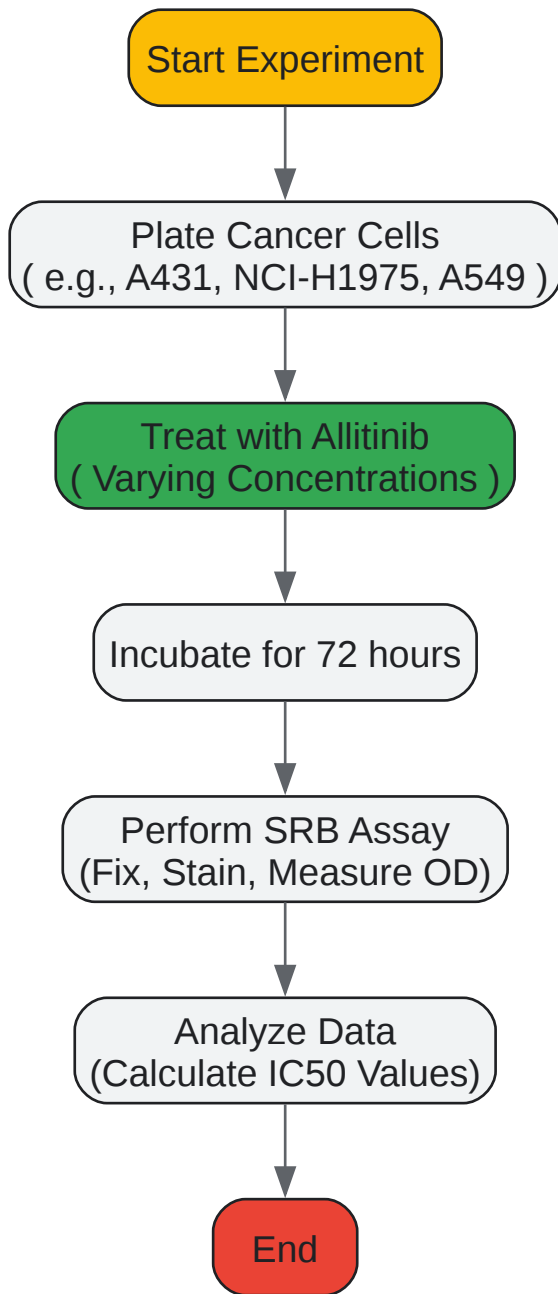 Start Experiment
Plate Cancer Cells
( e.g., A431, NCI-H1975, A549 )
Treat with Allitinib
( Varying Concentrations )
Incubate for 72 hours
Perform SRB Assay
(Fix, Stain, Measure OD)
Analyze Data
(Calculate IC50 Values)
End